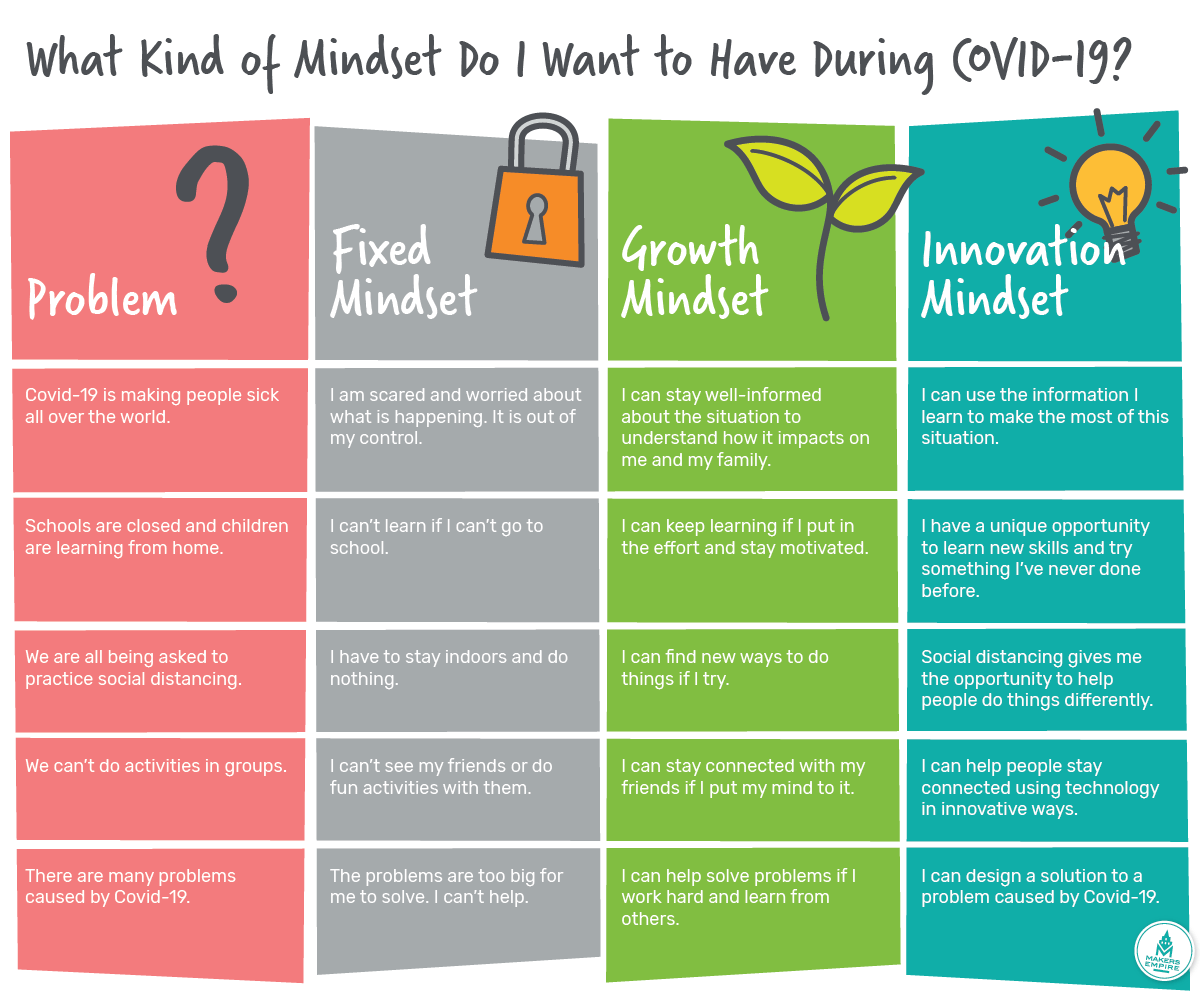 What Kind of Mindset Do I Want to Have During COVID-19?
Problem
Fixed
Mindset
Growth
Mindset
Innovation
Mindset
Covid-19 is making people sick
all over the world.
I am scared and worried about
what is happening. It is out of
my control.
I can stay well-informed
about the situation to
understand how it impacts on
me and my family.
I can use the information I
learn to make the most of this
situation.
Schools are closed and children
are learning from home.
I can't learn if I can't go to
school.
I can keep learning if I put in
the effort and stay motivated.
I have a unique opportunity
to learn new skills and try
something I've never done
before.
We are all being asked to
practice social distancing.
I have to stay indoors and do
nothing.
I can find new ways to do
things if I try.
Social distancing gives me
the opportunity to help
people do things differently.
We can't do activities in groups.
I can't see my friends or do
fun activities with them.
I can stay connected with my
friends if I put my mind to it.
I can help people stay
connected using technology
in innovative ways.
There are many problems
caused by Covid-19.
The problems are too big for
me to solve. I can't help.
I can help solve problems if I
work hard and learn from
others.
I can design a solution to a
problem caused by Covid-19.
MAKERS
EMPIRE